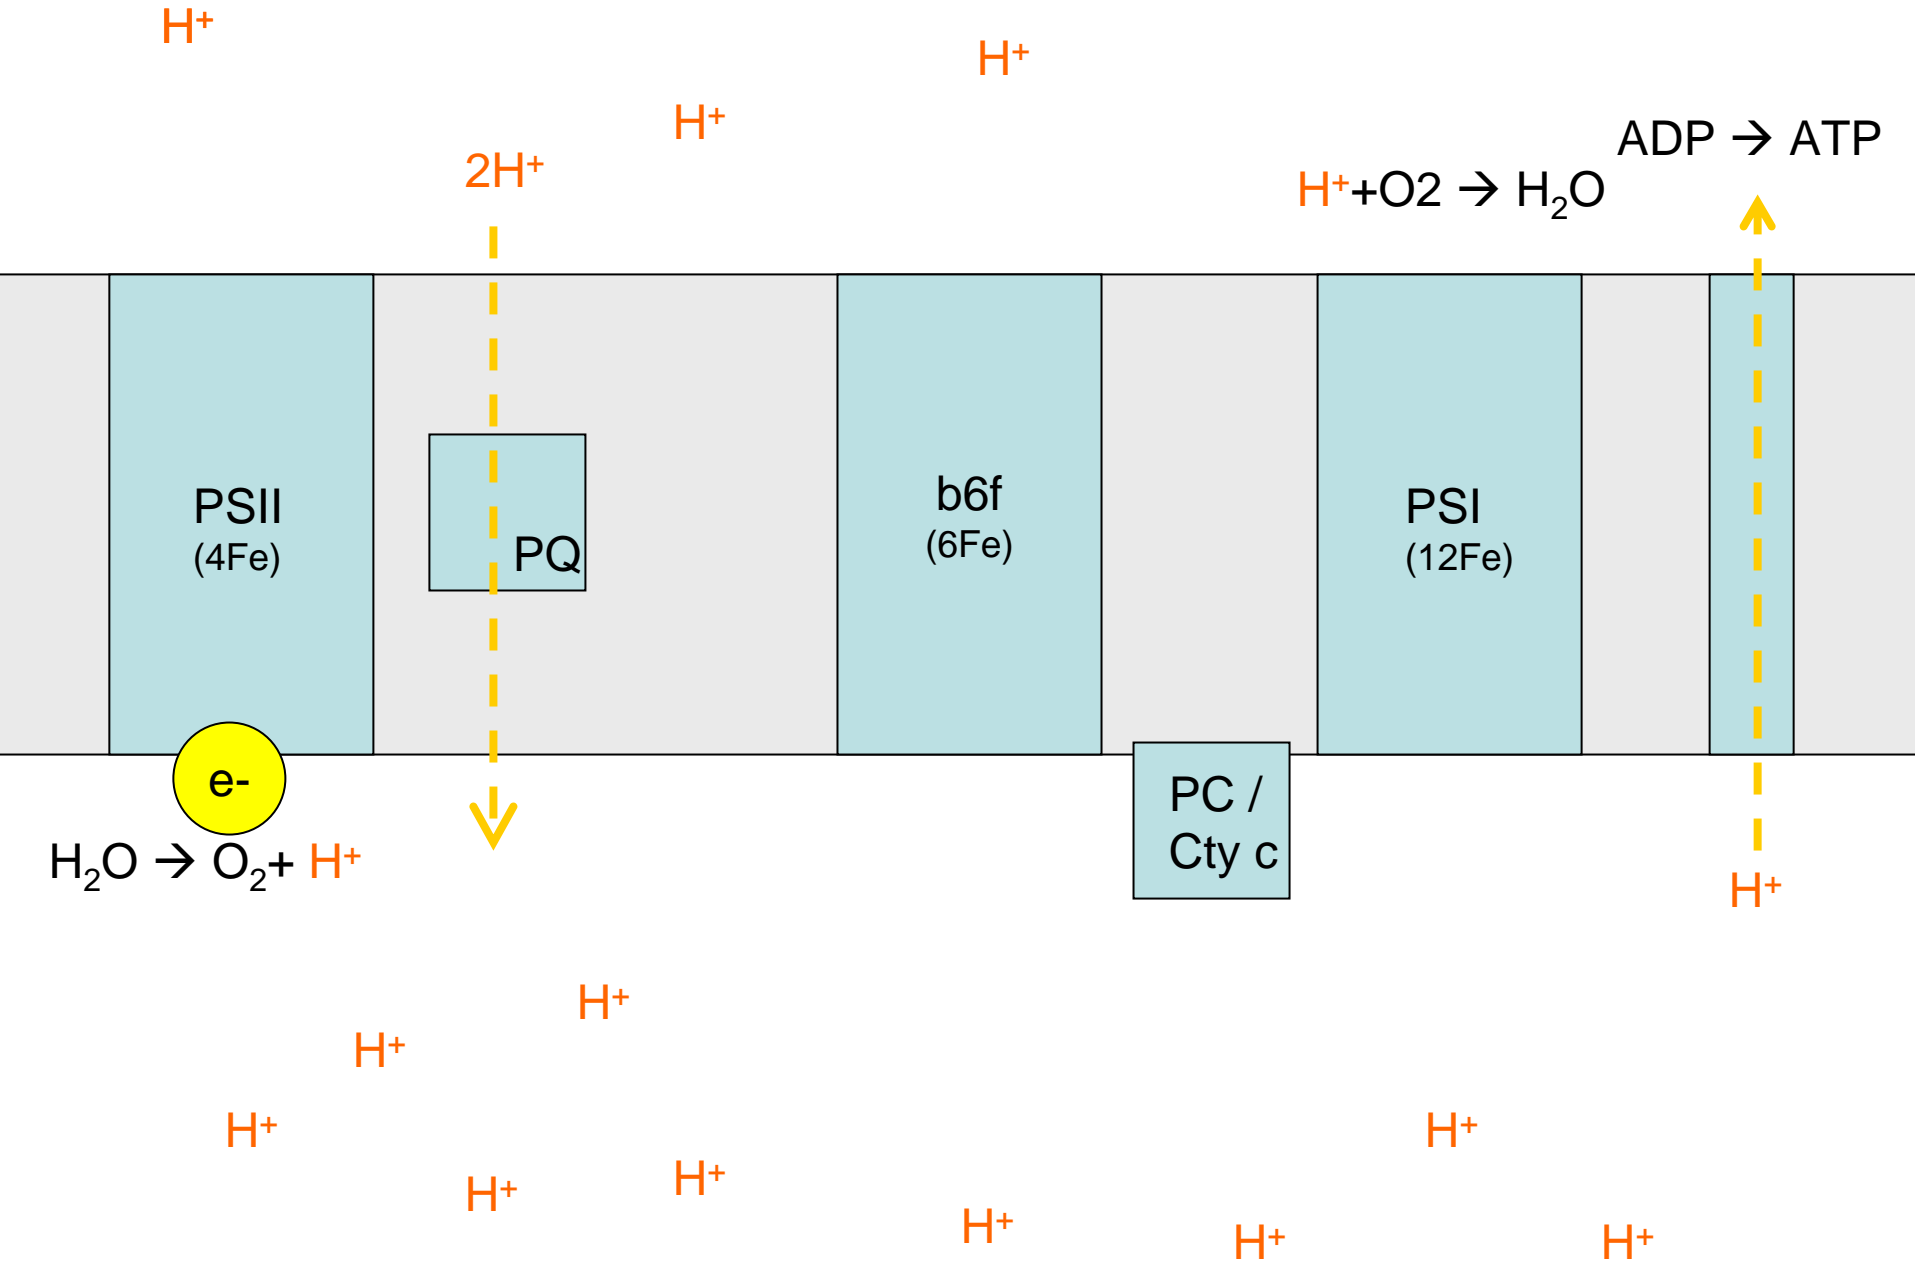 H⁺
H⁺
H⁺
ADP → ATP
2H⁺
H⁺+O2 → H₂O
PSII
(4Fe)
PQ
b6f
(6Fe)
PSI
(12Fe)
e-
PC /
Cty c
H₂O → O₂+ H⁺
H⁺
H⁺
H⁺
H⁺
H⁺
H⁺
H⁺
H⁺
H⁺
H⁺